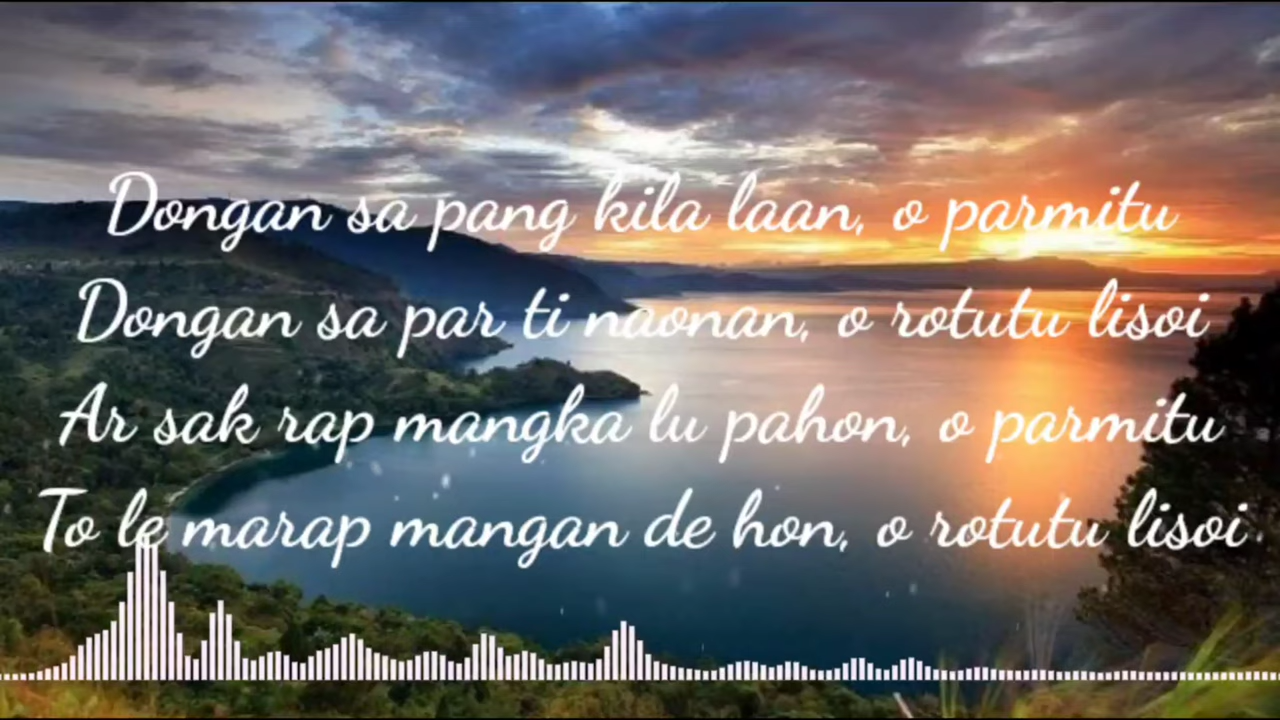 Dongan sa pang kila laan, o parmitu
Dongan sa par ti naonan, o rotutu lisoi
Ar sak rap mangka lu pahon, o parmitu
To le marap mangan de hon, o rotutu lisoi